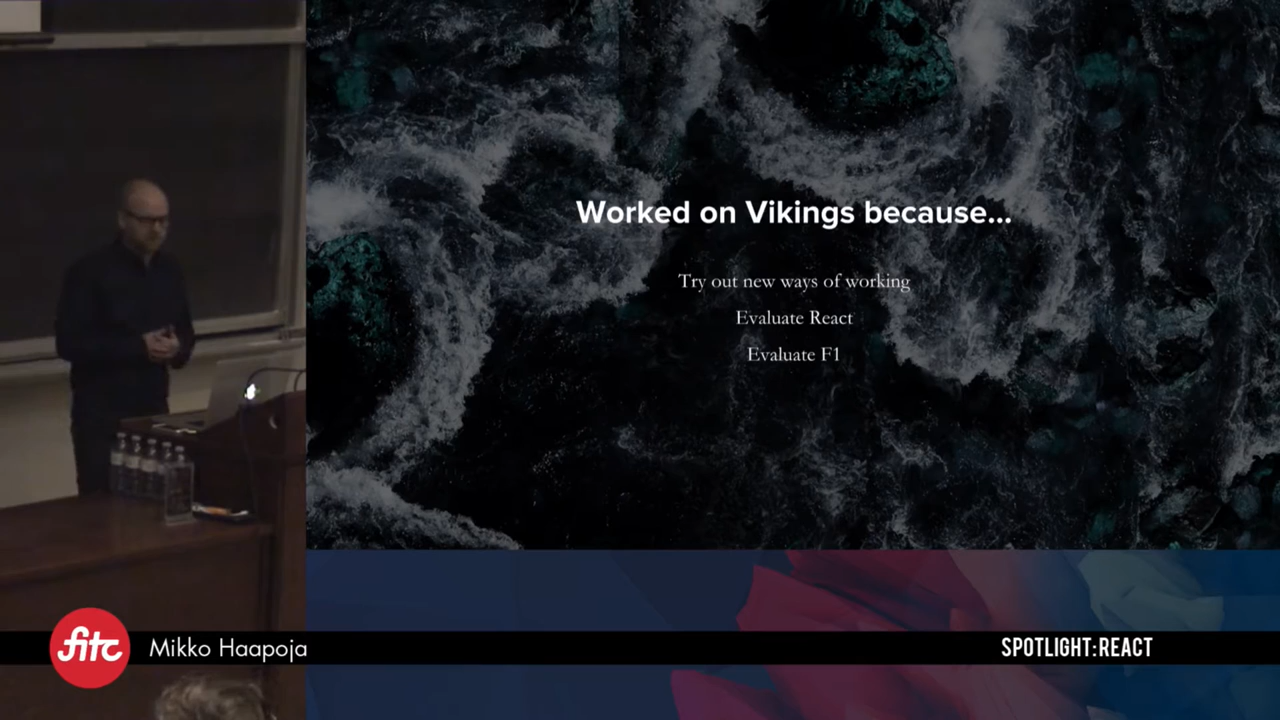 Worked on Vikings because...
Try out new ways of working
Evaluate React
Evaluate F1
fitc
Mikko Haapoja
SPOTLIGHT: REACT